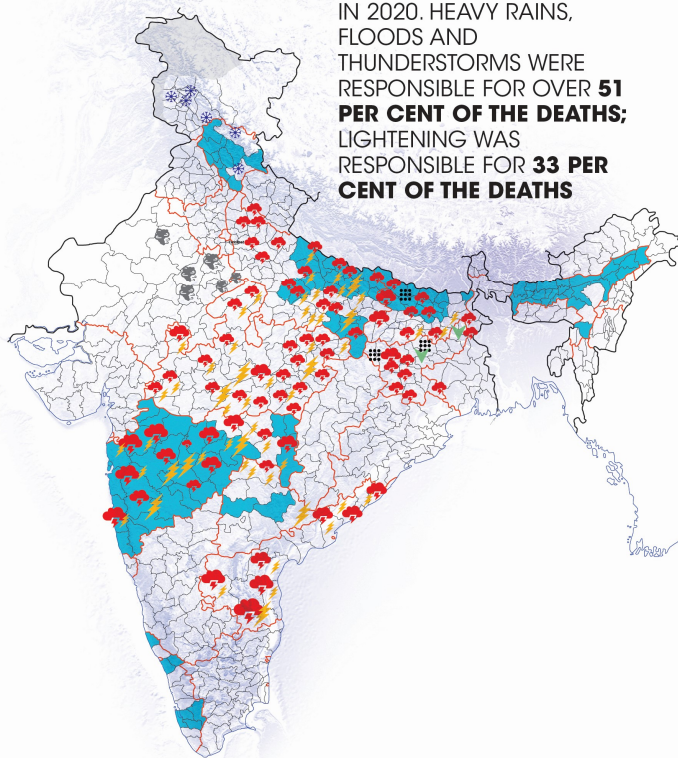 IN 2020. HEAVY RAINS,
FLOODS AND
THUNDERSTORMS WERE
RESPONSIBLE FOR OVER 51
PER CENT OF THE DEATHS;
LIGHTENING WAS
RESPONSIBLE FOR 33 PER
CENT OF THE DEATHS